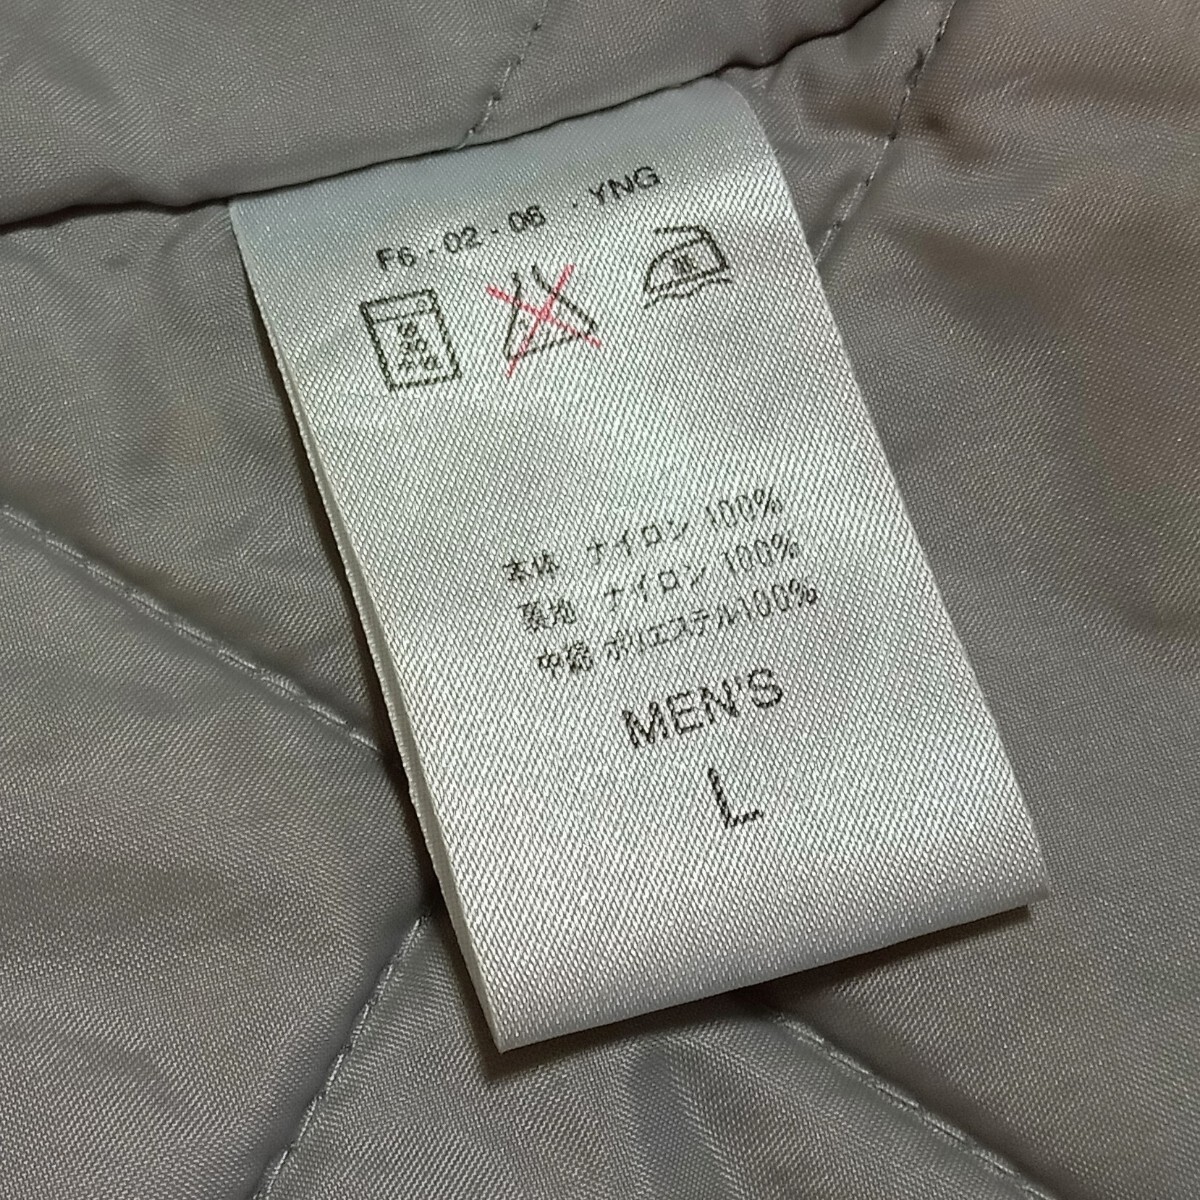 F6-02-06 ・YNG
本体 ナイロン 100%
裏地 ナイロン 100%
中綿 ポリエステル100%
MEN'S
L